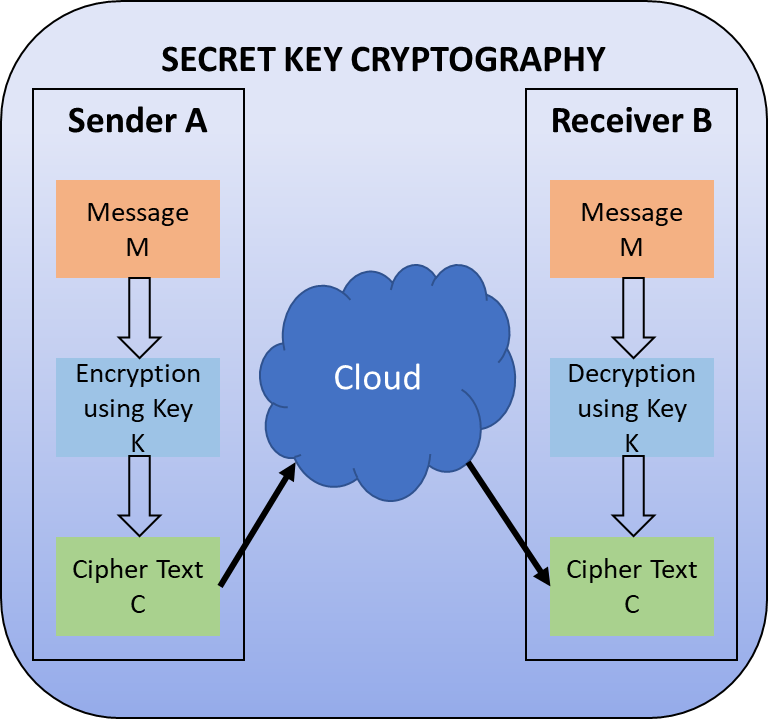 SECRET KEY CRYPTOGRAPHY
Sender A
Message
M
Encryption
using Key
K
Cipher Text
C
Cloud
Receiver B
Message
M
Decryption
using Key
K
Cipher Text
C